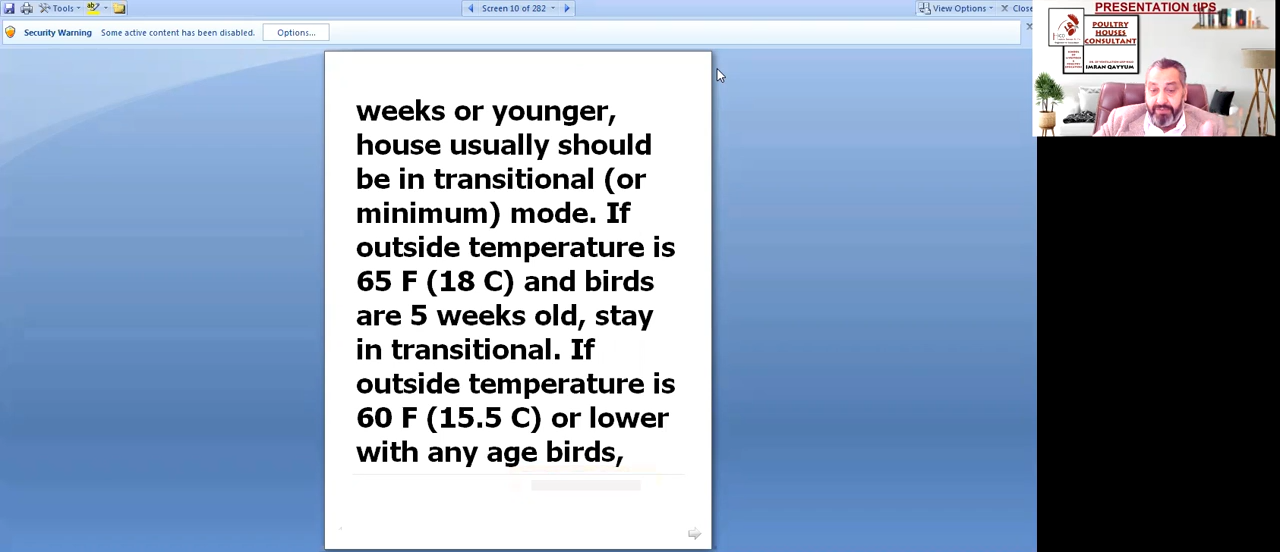 Tools
Screen 10 of 282
View Options
Close
Security Warning Some active content has been disabled. Options...
PRESENTATION tIPS
POULTRY
HOUSES
CONSULTANT
IMRAN QAYYUM
weeks or younger,
house usually should
be in transitional (or
minimum) mode. If
outside temperature is
65 F (18 C) and birds
are 5 weeks old, stay
in transitional. If
outside temperature is
60 F (15.5 C) or lower
with any age birds,